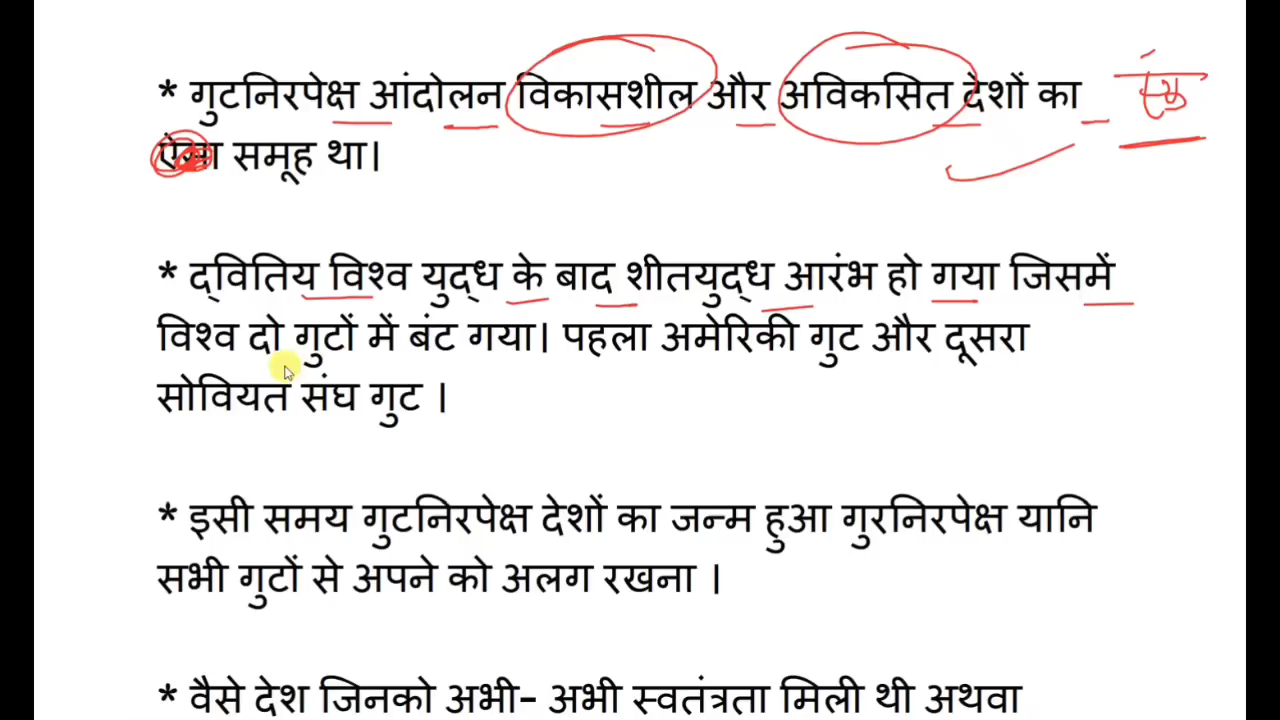 * गुटनिरपेक्ष आंदोलन विकासशील और अविकसित देशों का
समूह था।
* द्वितिय विश्व युद्ध के बाद शीतयुद्ध आरंभ हो गया जिसमें
विश्व दो गुटों में बंट गया। पहला अमेरिकी गुट और दूसरा
सोवियत संघ गुट ।
* इसी समय गुटनिरपेक्ष देशों का जन्म हुआ गुरनिरपेक्ष यानि
सभी गुटों से अपने को अलग रखना ।
* वैसे देश जिनको अभी- अभी स्वतंत्रता मिली थी अथवा